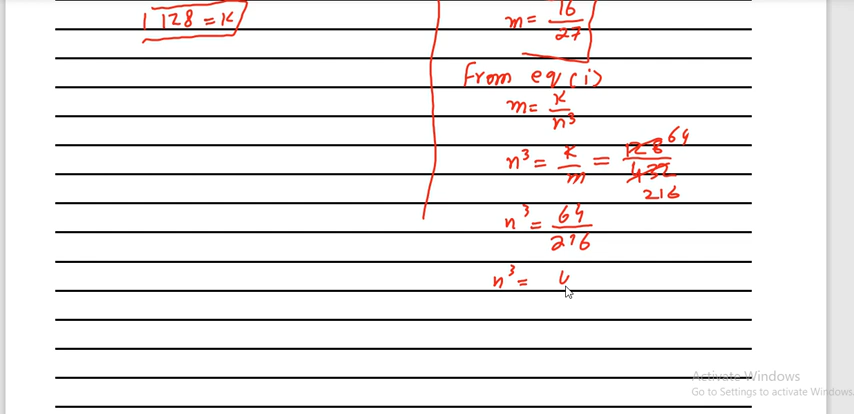 128 = K
m = 16/27
From eq (i)
m = K/n³
n³ = K/m = 128/432 64/216
n³ = 64/216
n³ = 4
Activate Windows
Go to Settings to activate Windows.